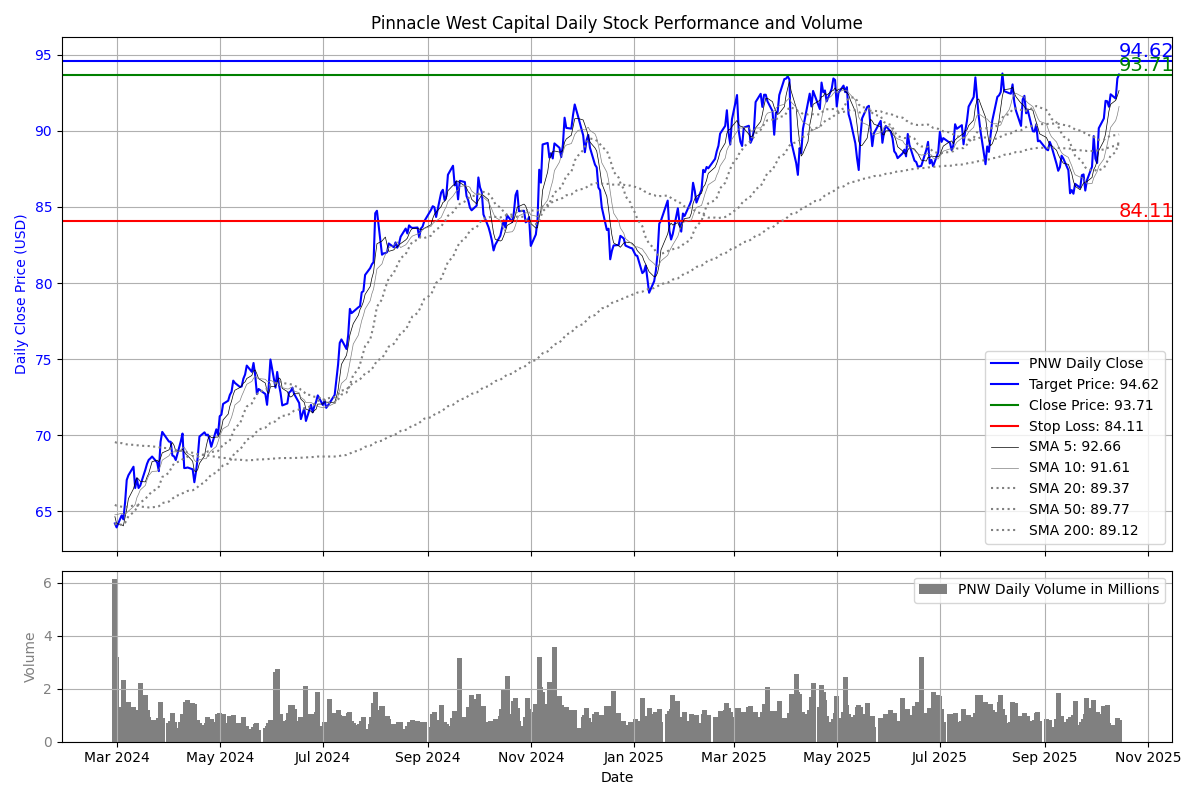 Pinnacle West Capital Daily Stock Performance and Volume
Daily Close Price (USD)
95
90
85
80
75
70
65
94.62
93.71
84.11
PNW Daily Close
Target Price: 94.62
Close Price: 93.71
Stop Loss: 84.11
SMA 5: 92.66
SMA 10: 91.61
SMA 20: 89.37
SMA 50: 89.77
SMA 200: 89.12
Volume
6
4
2
0
PNW Daily Volume in Millions
Mar 2024 May 2024 Jul 2024 Sep 2024 Nov 2024 Jan 2025 Mar 2025 May 2025 Jul 2025 Sep 2025 Nov 2025
Date